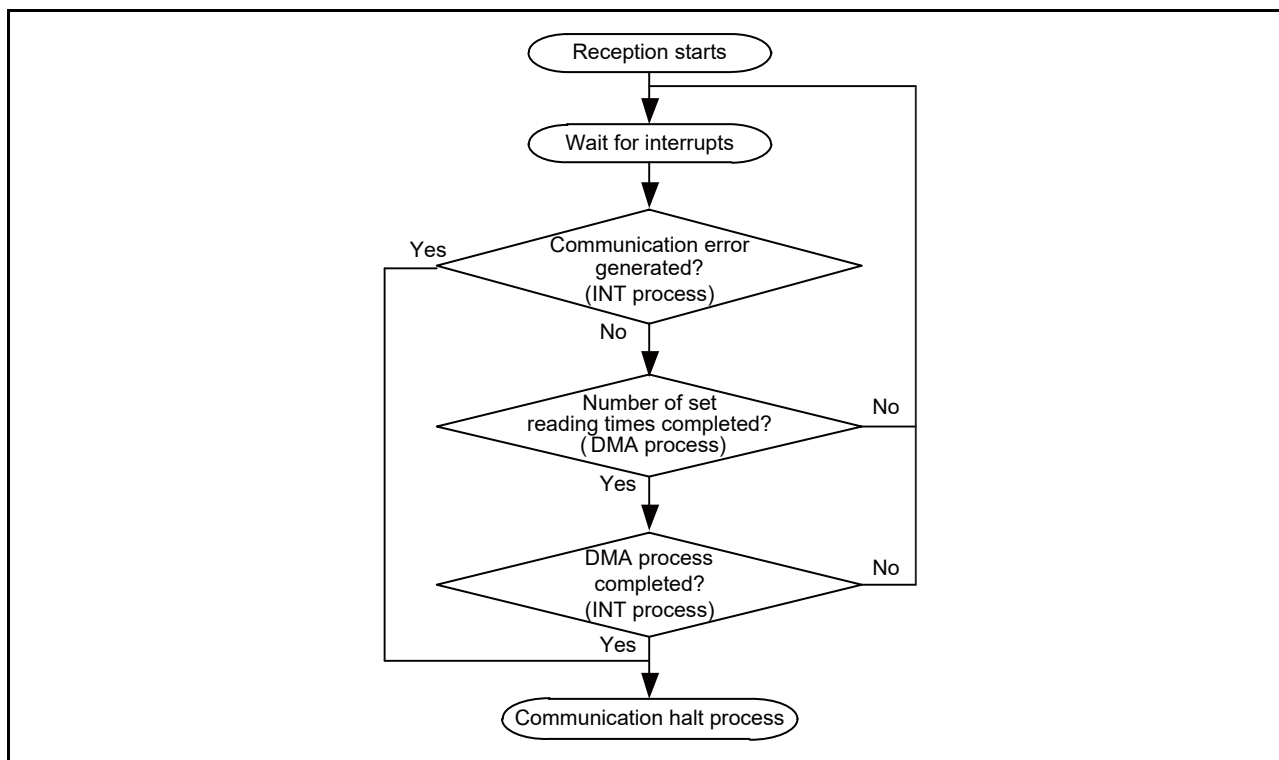 Reception starts
Wait for interrupts
Yes
Communication error
generated?
(INT process)
No
Number of set
reading times completed?
( DMA process)
No
Yes
DMA process
completed?
(INT process)
No
Yes
Communication halt process